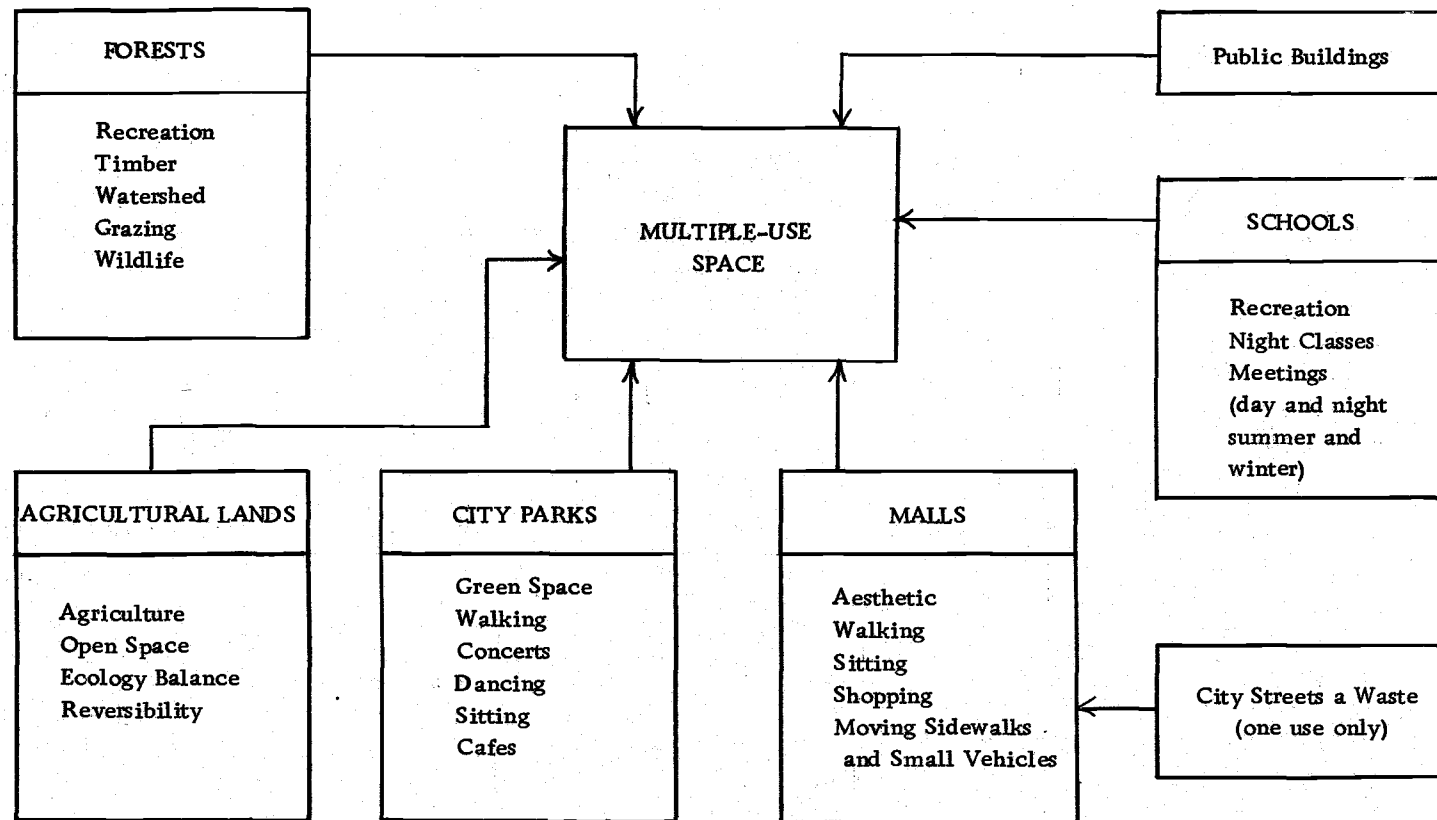 FORESTS
Recreation
Timber
Watershed
Grazing
Wildlife
Public Buildings
MULTIPLE-USE
SPACE
SCHOOLS
Recreation
Night Classes
Meetings
(day and night
summer and
winter)
AGRICULTURAL LANDS
Agriculture
Open Space
Ecology Balance
Reversibility
CITY PARKS
Green Space
Walking
Concerts
Dancing
Sitting
Cafes
MALLS
Aesthetic
Walking
Sitting
Shopping
Moving Sidewalks
and Small Vehicles
City Streets a Waste
(one use only)